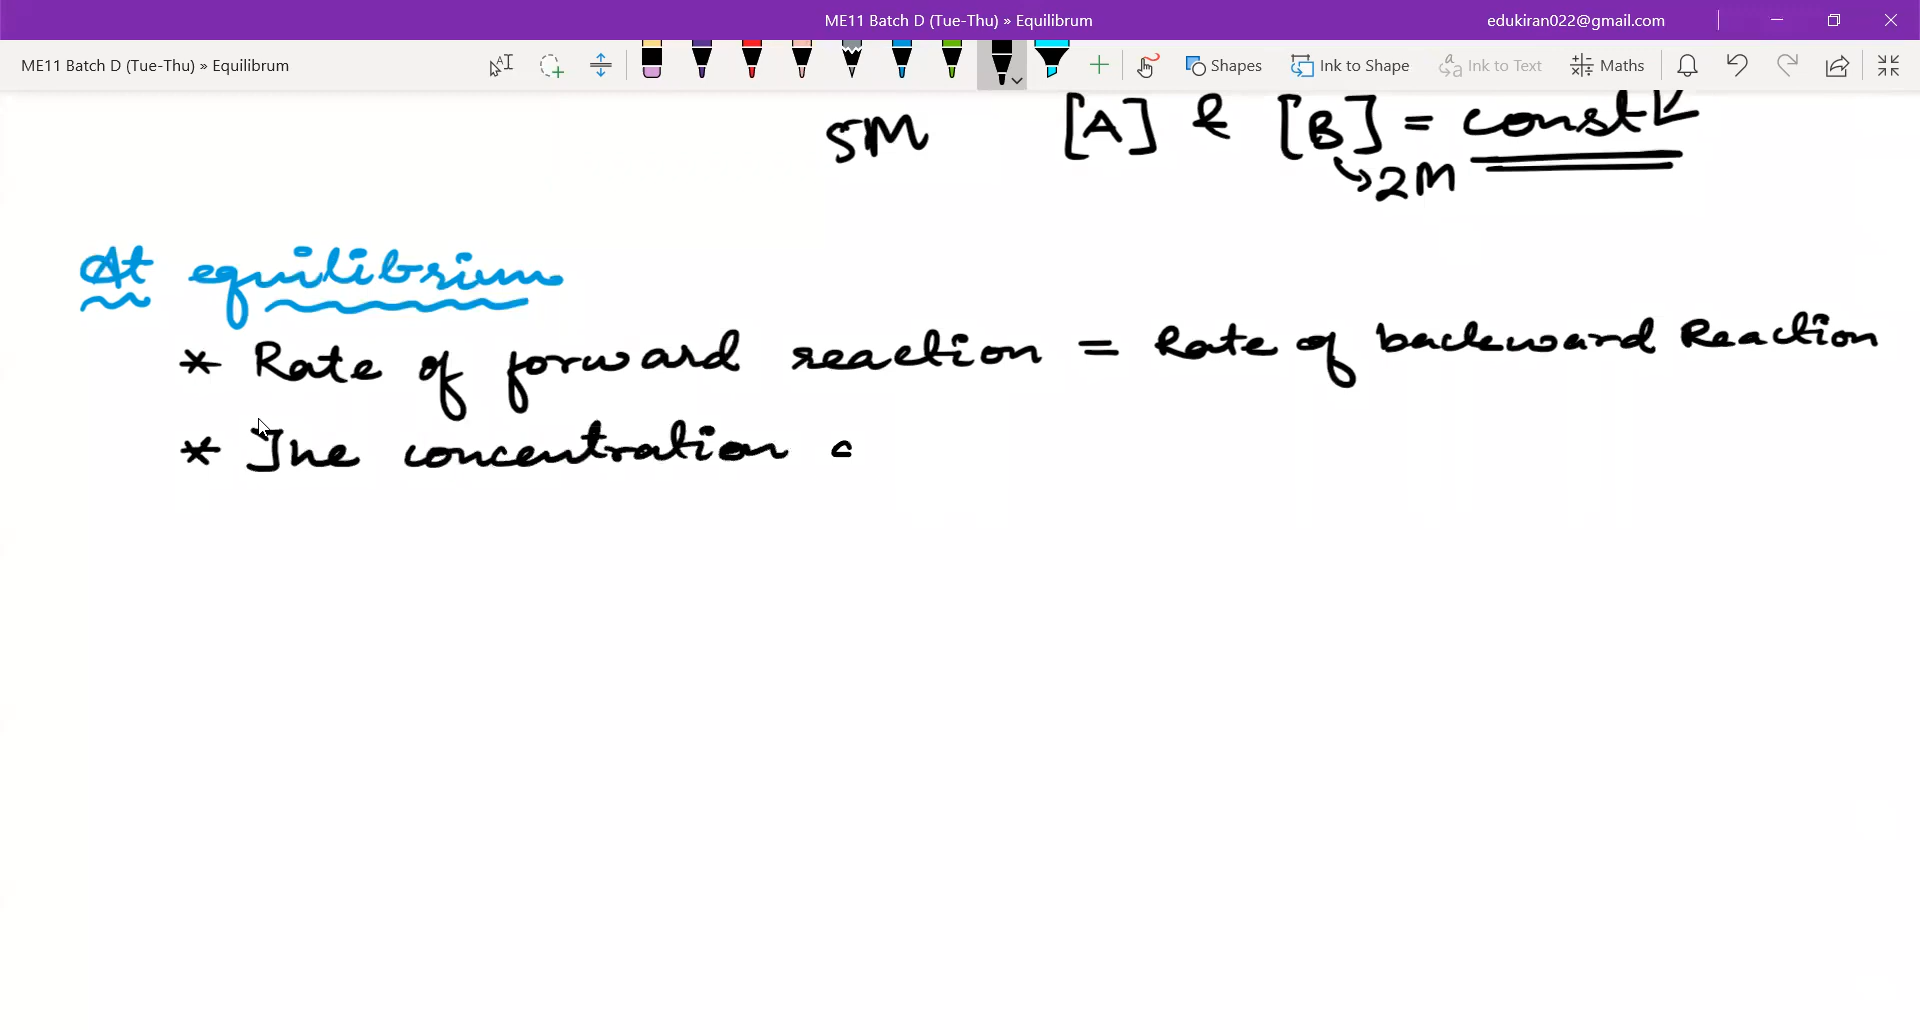 ME11 Batch D (Tue-Thu) » Equilibrum
edukiran022@gmail.com
ME11 Batch D (Tue-Thu) » Equilibrum
Shapes
Ink to Shape
Ink to Text
Maths
5M [A] & [B] = const
2M
At equilibrium
* Rate of forward reaction = Rate of backward Reaction
* The concentration o